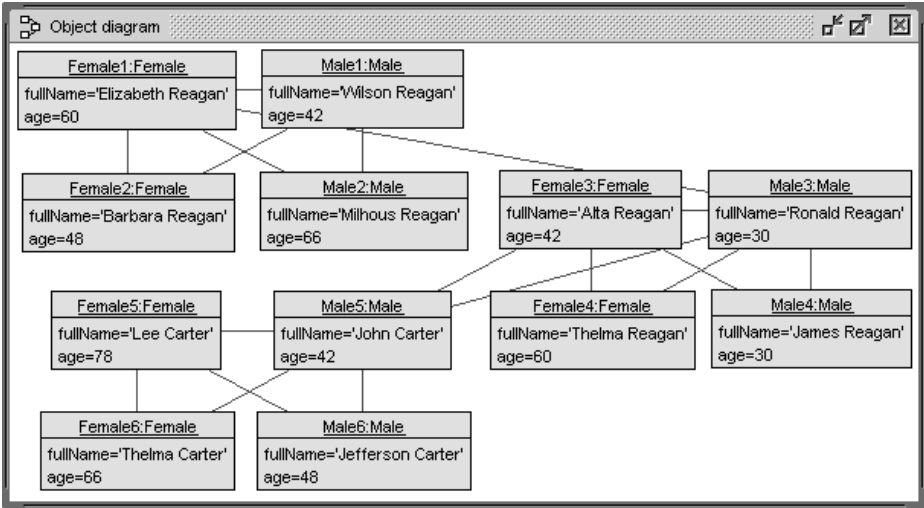 Object diagram
Female1:Female
fullName='Elizabeth Reagan'
age=60
Male1:Male
fullName='Wilson Reagan'
age=42
Female2:Female
fullName='Barbara Reagan'
age=48
Male2:Male
fullName='Milhous Reagan'
age=66
Female3:Female
fullName='Alta Reagan'
age=42
Male3:Male
fullName='Ronald Reagan'
age=30
Female5:Female
fullName='Lee Carter'
age=78
Male5:Male
fullName='John Carter'
age=42
Female4:Female
fullName='Thelma Reagan'
age=60
Male4:Male
fullName='James Reagan'
age=30
Female6:Female
fullName='Thelma Carter'
age=66
Male6:Male
fullName='Jefferson Carter'
age=48